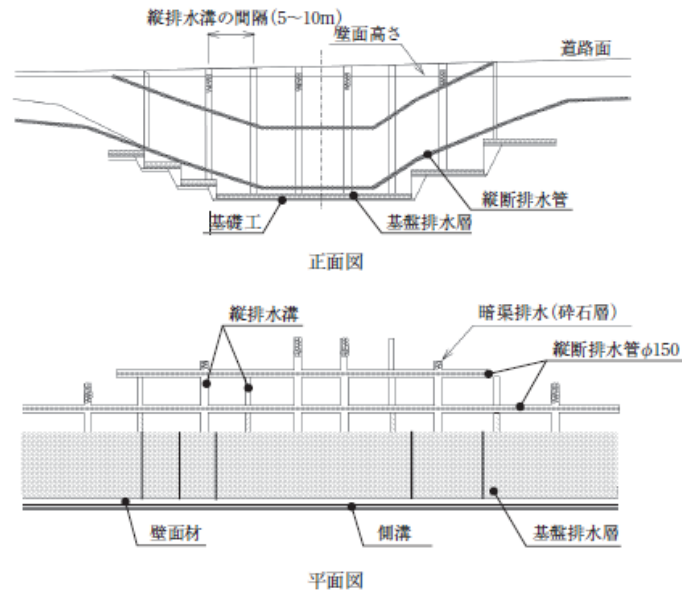 縦排水溝の間隔(5〜10m)
壁面高さ
道路面
縦断排水管
基礎工
基盤排水層
正面図
縦排水溝
暗渠排水(砕石層)
縦断排水管φ150
壁面材
側溝
基盤排水層
平面図